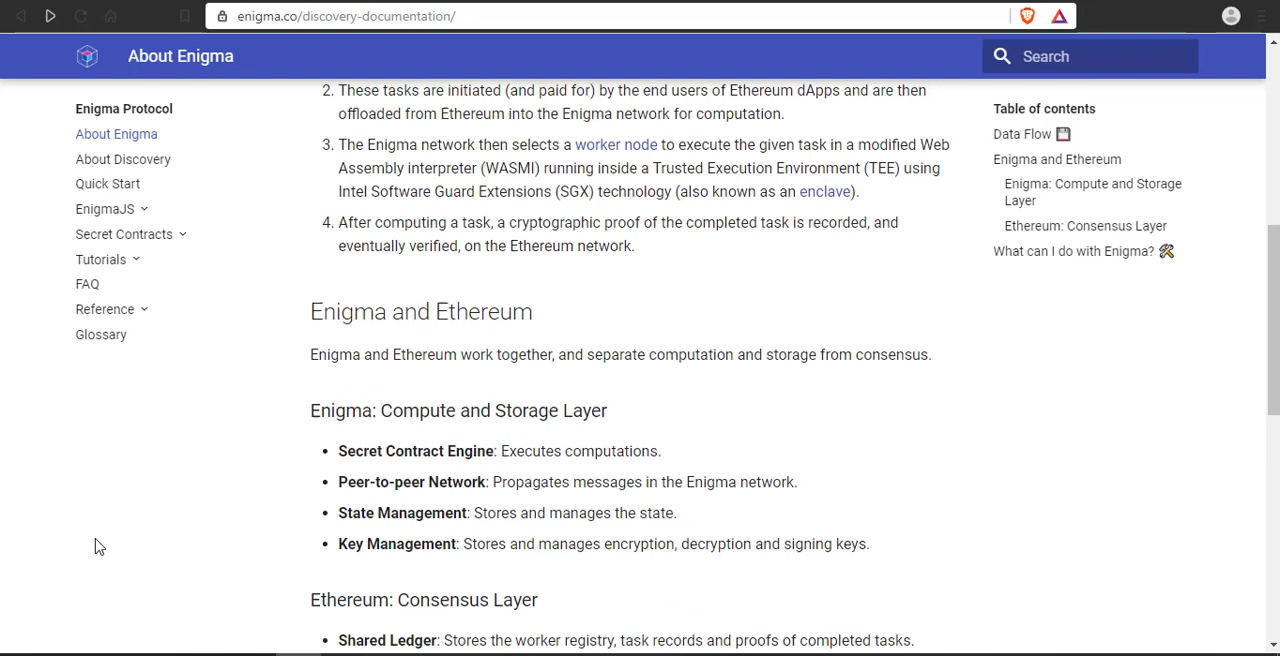 enigma.co/discovery-documentation/
About Enigma
Search
Enigma Protocol
About Enigma
About Discovery
Quick Start
EnigmaJS
Secret Contracts
Tutorials
FAQ
Reference
Glossary
2. These tasks are initiated (and paid for) by the end users of Ethereum dApps and are then
offloaded from Ethereum into the Enigma network for computation.
3. The Enigma network then selects a worker node to execute the given task in a modified Web
Assembly interpreter (WASMI) running inside a Trusted Execution Environment (TEE) using
Intel Software Guard Extensions (SGX) technology (also known as an enclave).
4. After computing a task, a cryptographic proof of the completed task is recorded, and
eventually verified, on the Ethereum network.
Enigma and Ethereum
Enigma and Ethereum work together, and separate computation and storage from consensus.
Enigma: Compute and Storage Layer
• Secret Contract Engine: Executes computations.
• Peer-to-peer Network: Propagates messages in the Enigma network.
• State Management: Stores and manages the state.
• Key Management: Stores and manages encryption, decryption and signing keys.
Ethereum: Consensus Layer
• Shared Ledger: Stores the worker registry, task records and proofs of completed tasks.
Table of contents
Data Flow 💾
Enigma and Ethereum
Enigma: Compute and Storage
Layer
Ethereum: Consensus Layer
What can I do with Enigma? 🛠